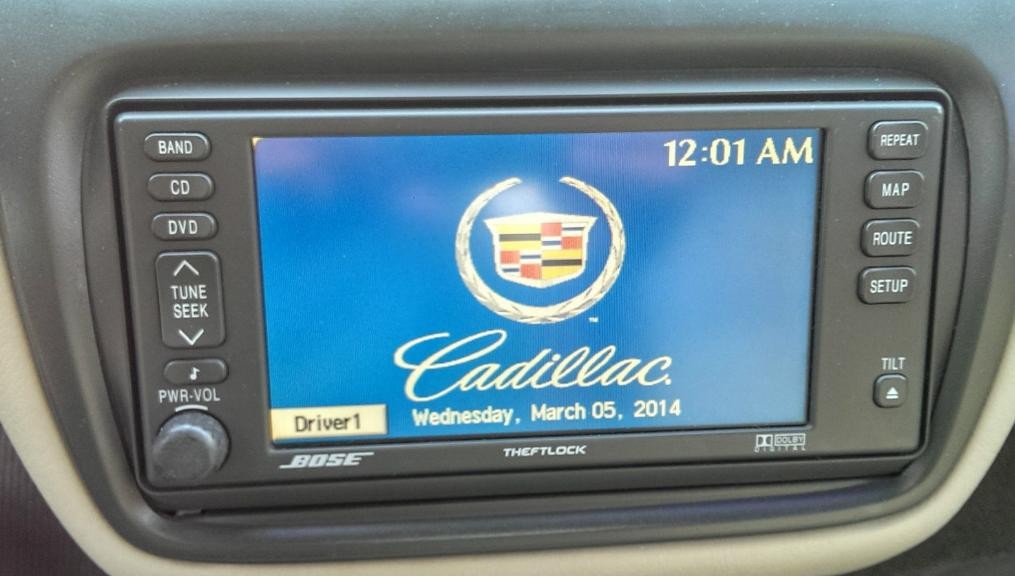 BAND
CD
DVD
TUNE
SEEK
PWR-VOL
12:01 AM
™
Cadillac.
Wednesday, March 05, 2014
Driver1
BOSE
THEFTLOCK
DOLBY
DIGITAL
REPEAT
MAP
ROUTE
SETUP
TILT